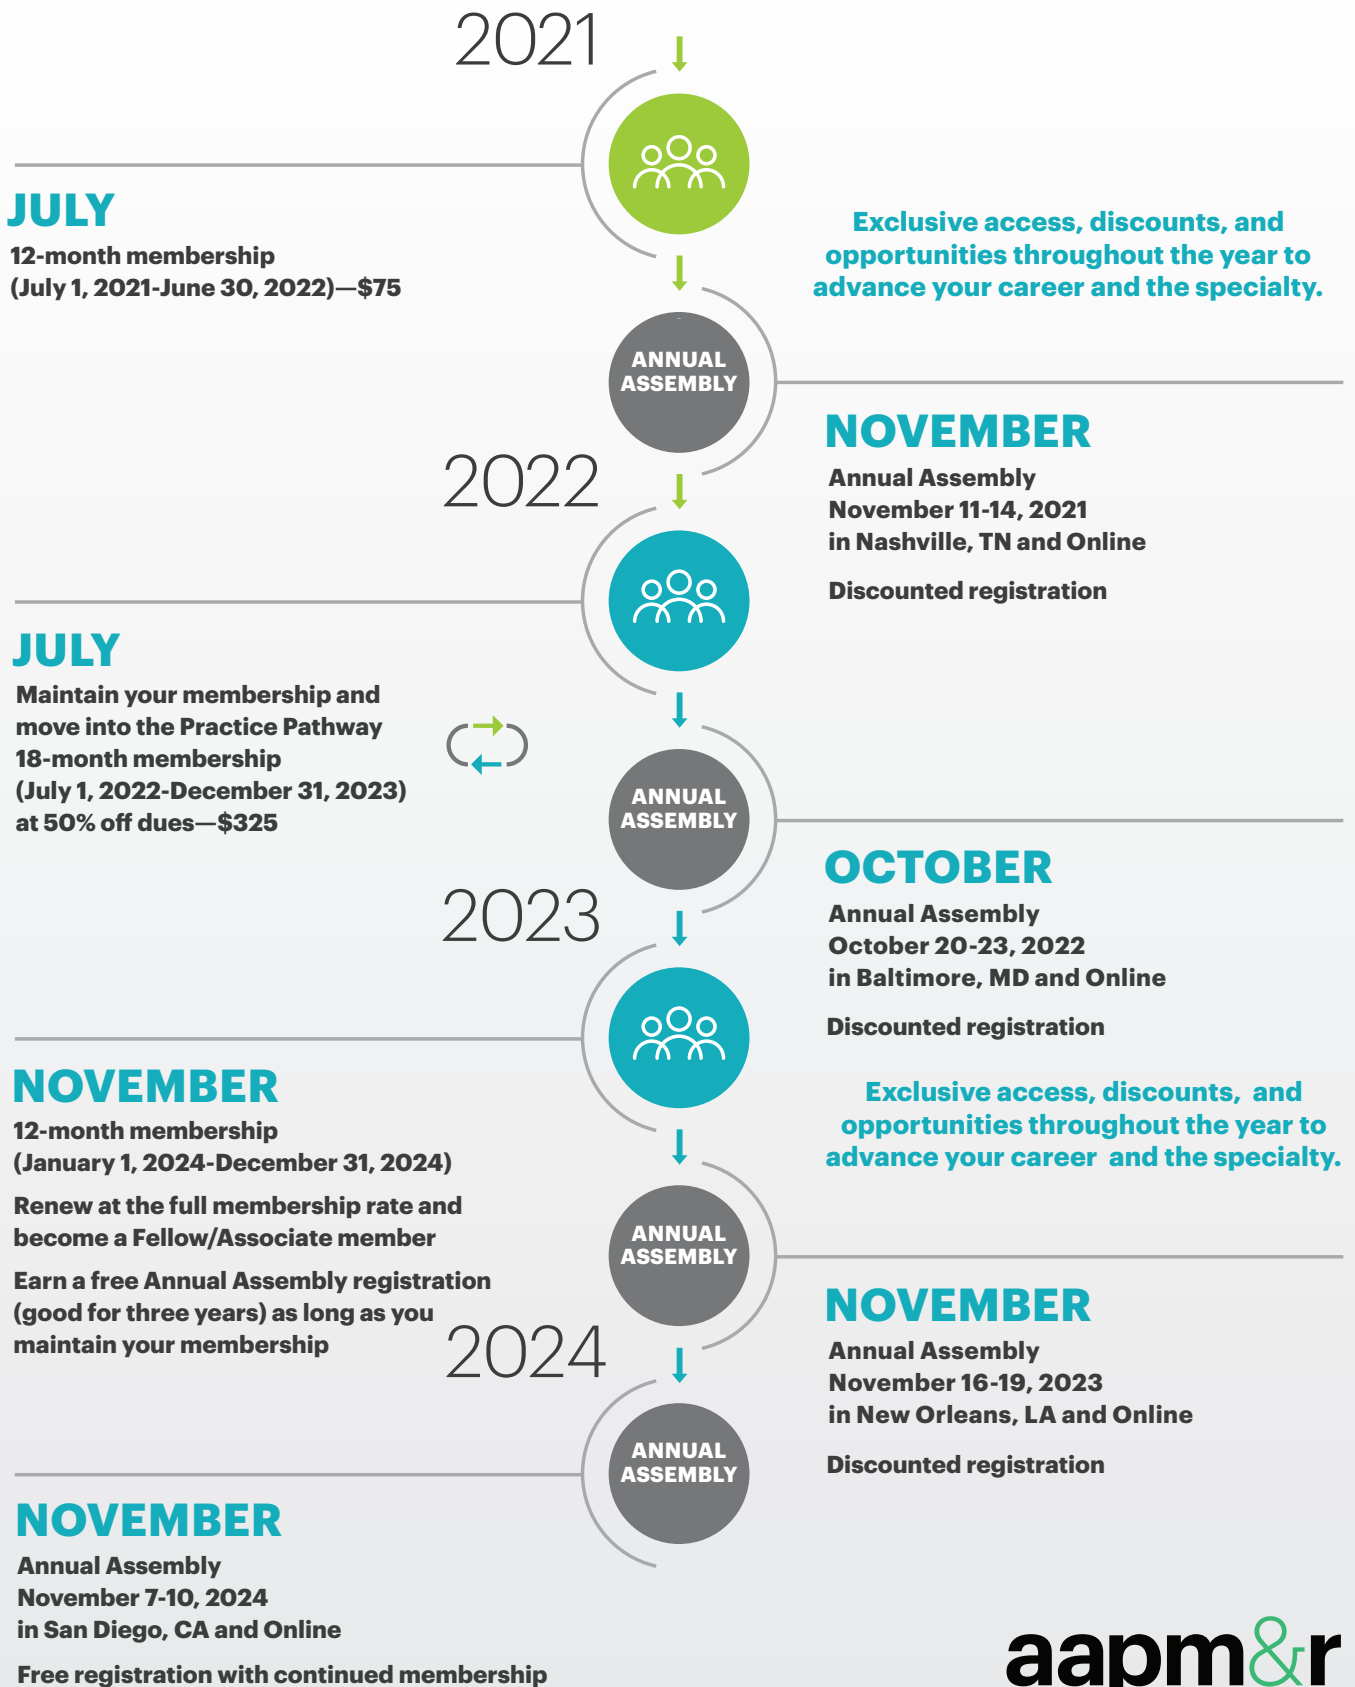 2021
JULY
12-month membership
(July 1, 2021-June 30, 2022)—$75
Exclusive access, discounts, and
opportunities throughout the year to
advance your career and the specialty.
ANNUAL
ASSEMBLY
NOVEMBER
Annual Assembly
November 11-14, 2021
in Nashville, TN and Online
Discounted registration
2022
JULY
Maintain your membership and
move into the Practice Pathway
18-month membership
(July 1, 2022-December 31, 2023)
at 50% off dues—$325
ANNUAL
ASSEMBLY
OCTOBER
Annual Assembly
October 20-23, 2022
in Baltimore, MD and Online
Discounted registration
2023
NOVEMBER
12-month membership
(January 1, 2024-December 31, 2024)
Renew at the full membership rate and
become a Fellow/Associate member
Earn a free Annual Assembly registration
(good for three years) as long as you
maintain your membership
Exclusive access, discounts, and
opportunities throughout the year to
advance your career and the specialty.
ANNUAL
ASSEMBLY
NOVEMBER
Annual Assembly
November 16-19, 2023
in New Orleans, LA and Online
Discounted registration
2024
ANNUAL
ASSEMBLY
NOVEMBER
Annual Assembly
November 7-10, 2024
in San Diego, CA and Online
Free registration with continued membership
aapm&r